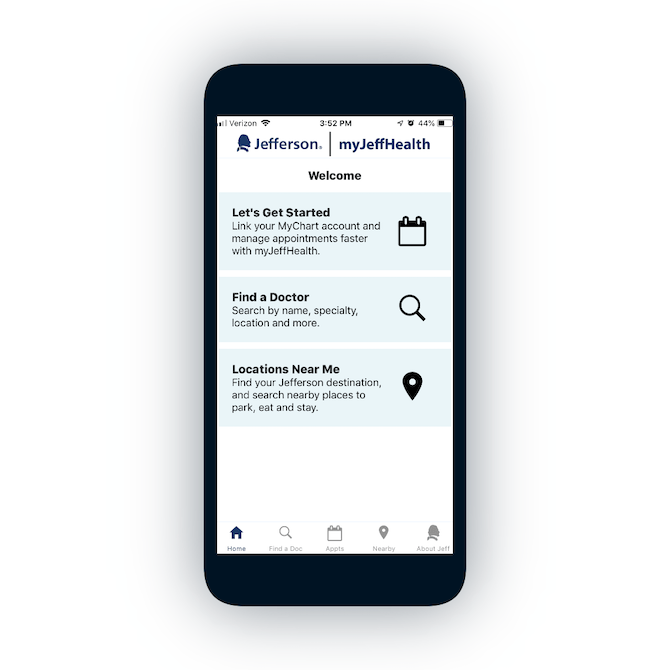 Verizon 3:52 PM 44%
Jefferson® myJeffHealth
Welcome
Let's Get Started
Link your MyChart account and
manage appointments faster
with myJeffHealth.
Find a Doctor
Search by name, specialty,
location and more.
Locations Near Me
Find your Jefferson destination,
and search nearby places to
park, eat and stay.
Home Find a Doc Appts Nearby About Jeff